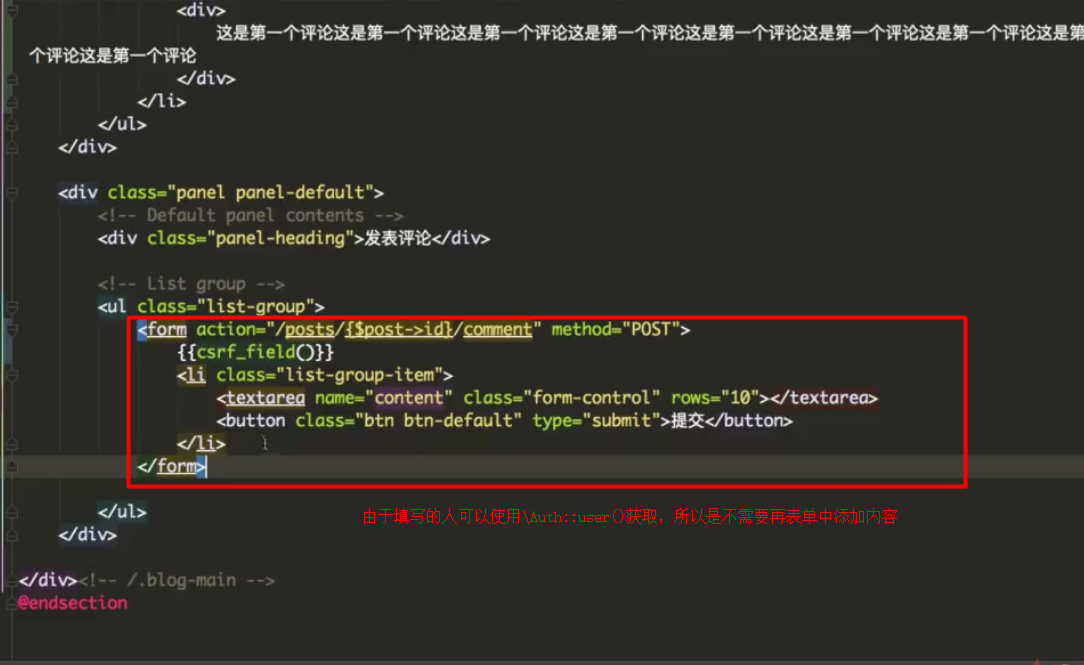 <div>
这是第一个评论这是第一个评论这是第一个评论这是第一个评论这是第一个评论这是第一个评论这是第一个评论这是第
个评论这是第一个评论
</div>
</li>
</ul>
</div>
<div class="panel panel-default">
<!-- Default panel contents -->
<div class="panel-heading">发表评论</div>
<!-- List group -->
<ul class="list-group">
<form action="/posts/{$post->id}/comment" method="POST">
{{csrf_field()}}
<li class="list-group-item">
<textarea name="content" class="form-control" rows="10"></textarea>
<button class="btn btn-default" type="submit">提交</button>
</li>
</form>
</ul>
由于填写的人可以使用\Auth::user()获取，所以是不需要再表单中添加内容
</div>
</div><!-- /.blog-main -->
@endsection